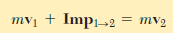 mv₁ + Imp₁→₂ = mv₂